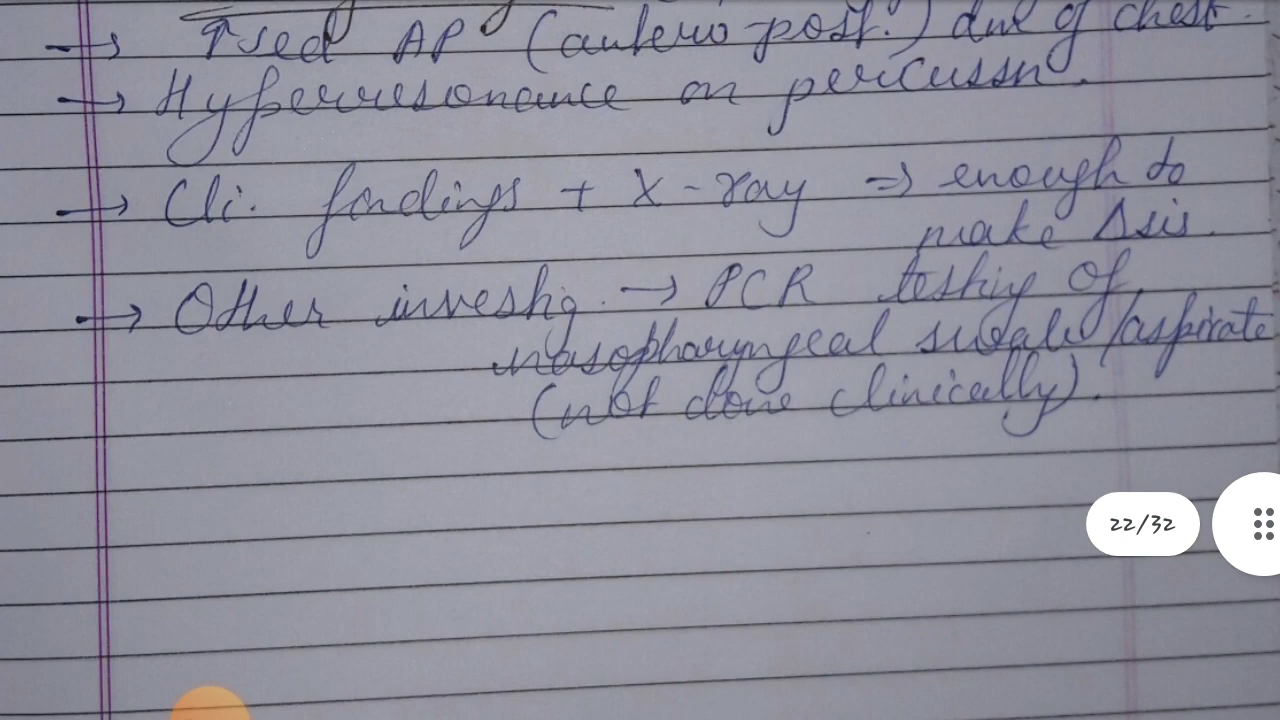 → ↑sed AP (antero post.) dme of chest.
→ Hyperresonance on percussn.
→ Cli. findings + X-ray ⇒ enough to
make Δsis.
→ Other investig. → PCR testing of
nasopharyngeal swab/aspirate
(not done clinically).
22/32